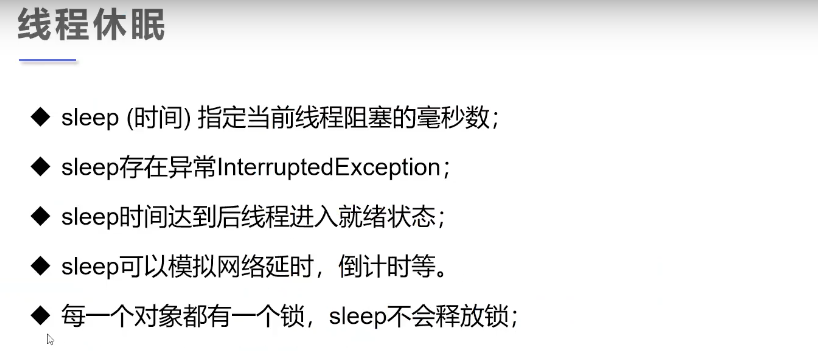 线程休眠
◆ sleep (时间) 指定当前线程阻塞的毫秒数；
◆ sleep存在异常InterruptedException；
◆ sleep时间达到后线程进入就绪状态；
◆ sleep可以模拟网络延时，倒计时等。
◆ 每一个对象都有一个锁，sleep不会释放锁；